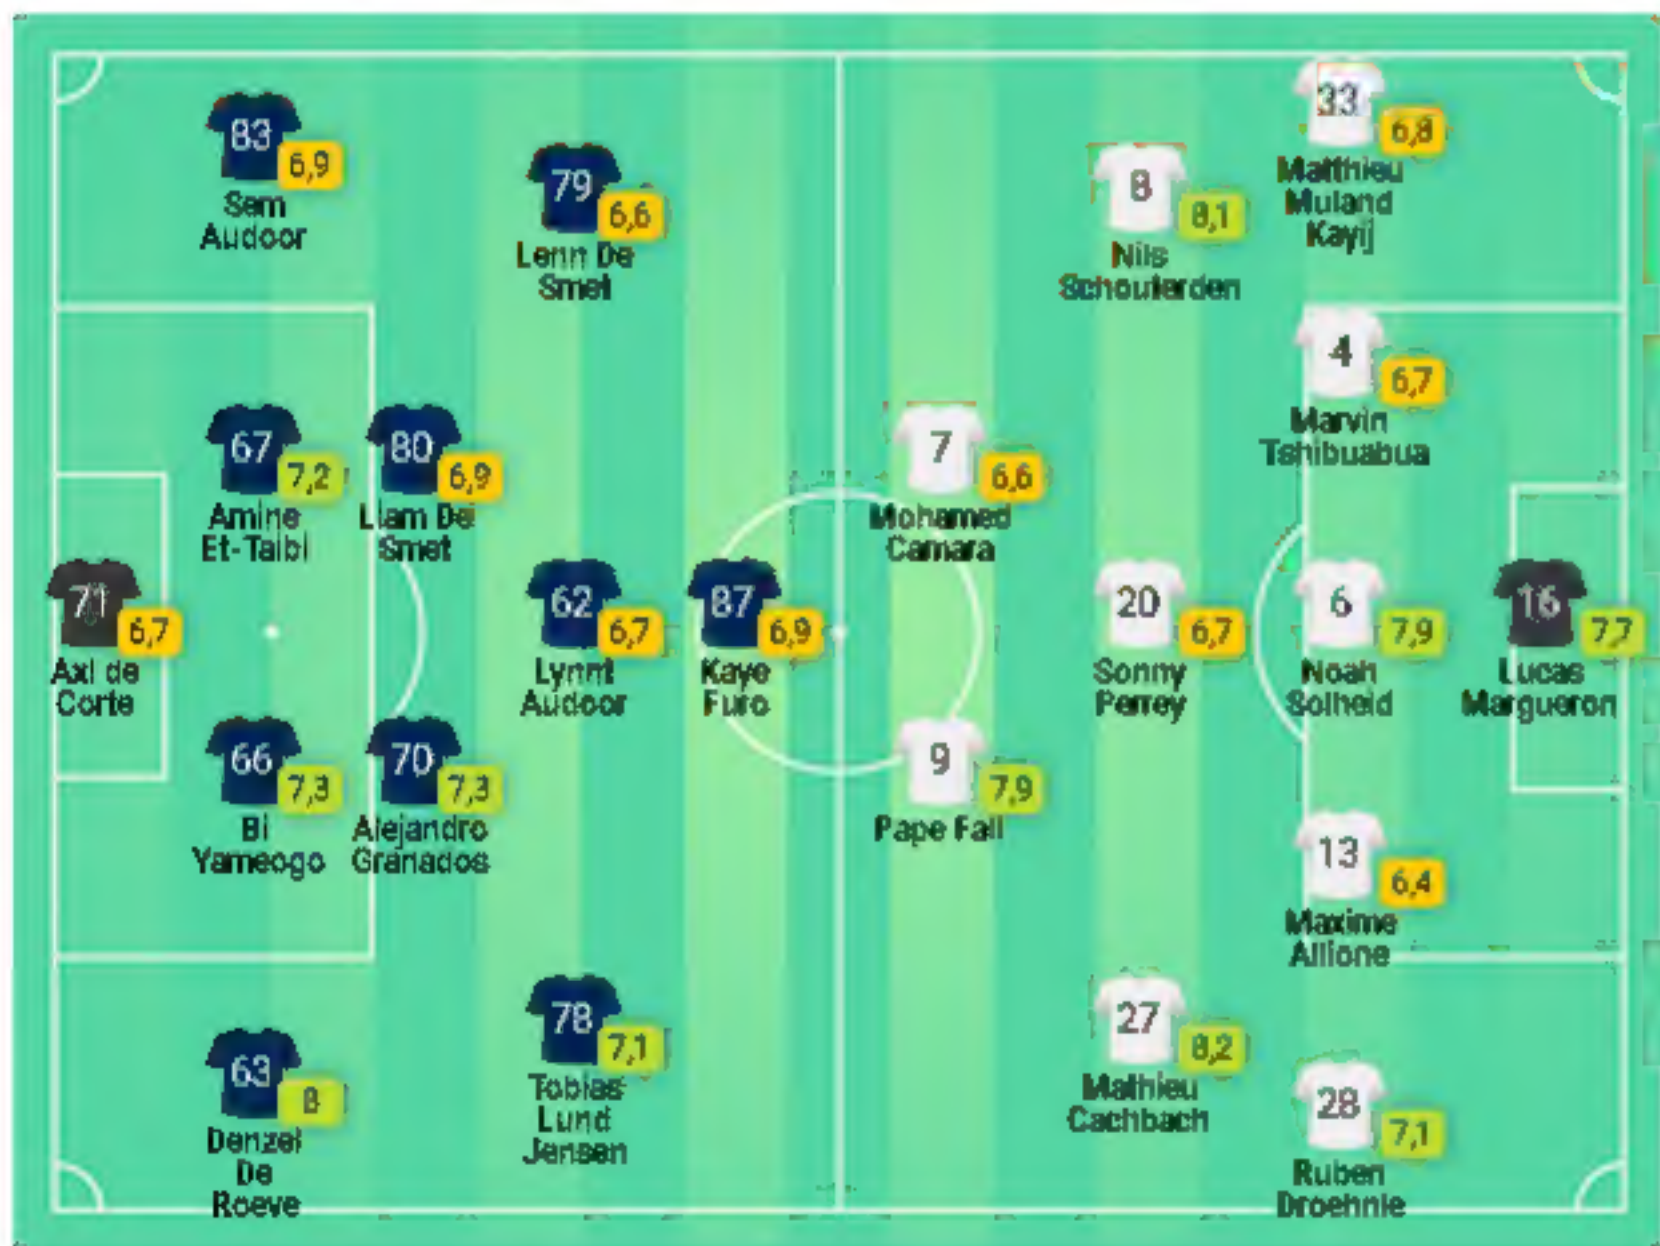 83
6,9
Sem
Audoor
79
6,6
Lenn De
Smet
8
8,1
Nils
Schouterden
33
6,8
Matthieu
Muland
Kayij
4
6,7
Marvin
Tshibuabua
67
7,2
Amine
Et-Taibi
80
6,9
Liam De
Smet
7
6,6
Mohamed
Camara
71
6,7
Axl de
Corte
62
6,7
Lynnt
Audoor
87
6,9
Kaye
Furo
20
6,7
Sonny
Perrey
6
7,9
Noah
Solheid
16
7,7
Lucas
Margueron
66
7,3
Bi
Yameogo
70
7,3
Alejandro
Granados
9
7,9
Pape Fall
13
6,4
Maxime
Allione
63
8
Denzel
De
Roeve
78
7,1
Tobias
Lund
Jensen
27
8,2
Mathieu
Cachbach
28
7,1
Ruben
Droehnle